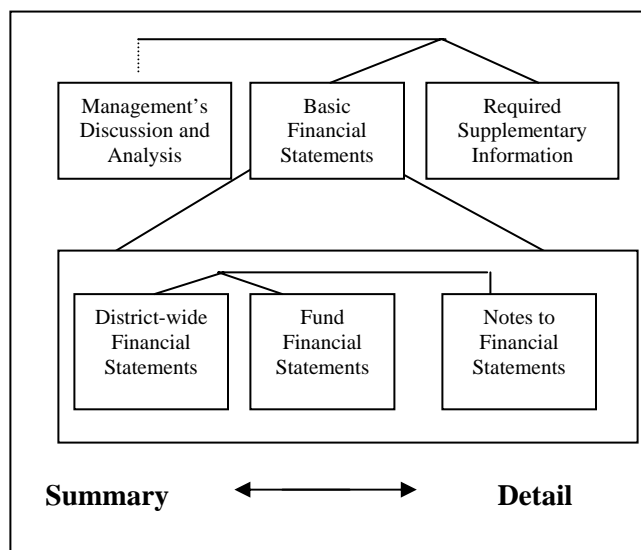 Management’s
Discussion and
Analysis
Basic
Financial
Statements
Required
Supplementary
Information
District-wide
Financial
Statements
Fund
Financial
Statements
Notes to
Financial
Statements
Summary
Detail